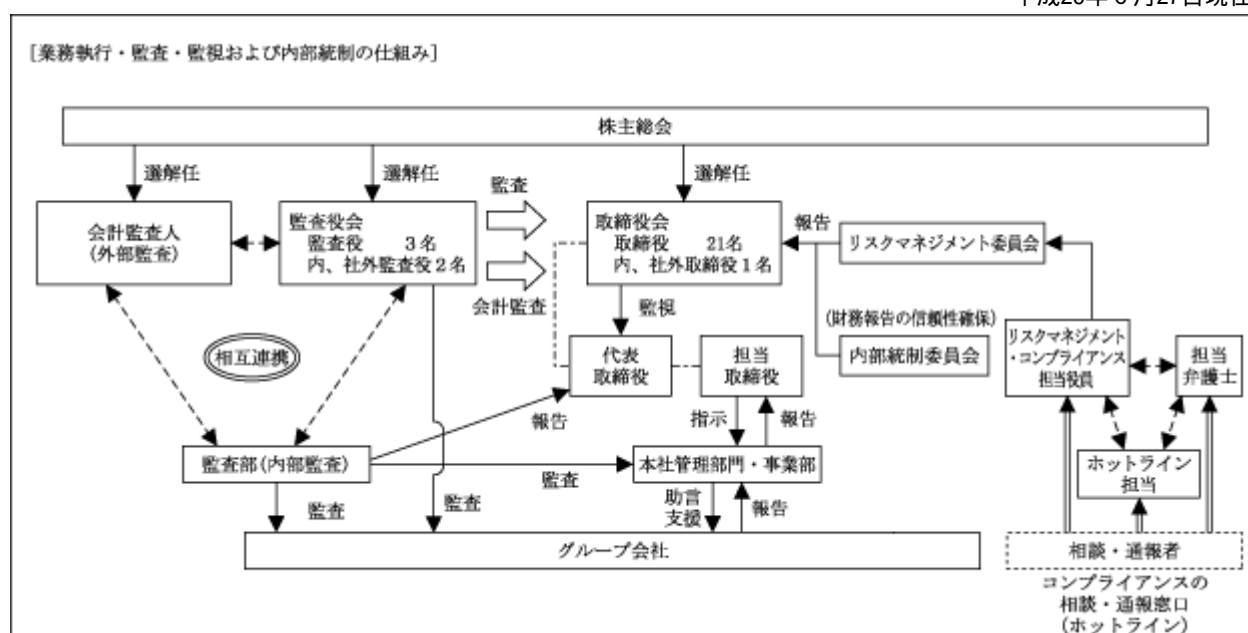 [業務執行・監査・監視および内部統制の仕組み]
株主総会
選解任
選解任
選解任
会計監査人
(外部監査)
監査役会
監査役 3名
内、社外監査役2名
監査
会計監査
取締役会
取締役 21名
内、社外取締役1名
報告
リスクマネジメント委員会
監視
(財務報告の信頼性確保)
内部統制委員会
リスクマネジメント
・コンプライアンス
担当役員
担当
弁護士
相互連携
代表
取締役
担当
取締役
報告
指示
報告
監査部(内部監査)
監査
本社管理部門・事業部
ホットライン
担当
監査
監査
助言
支援
報告
グループ会社
相談・通報者
コンプライアンスの
相談・通報窓口
(ホットライン)